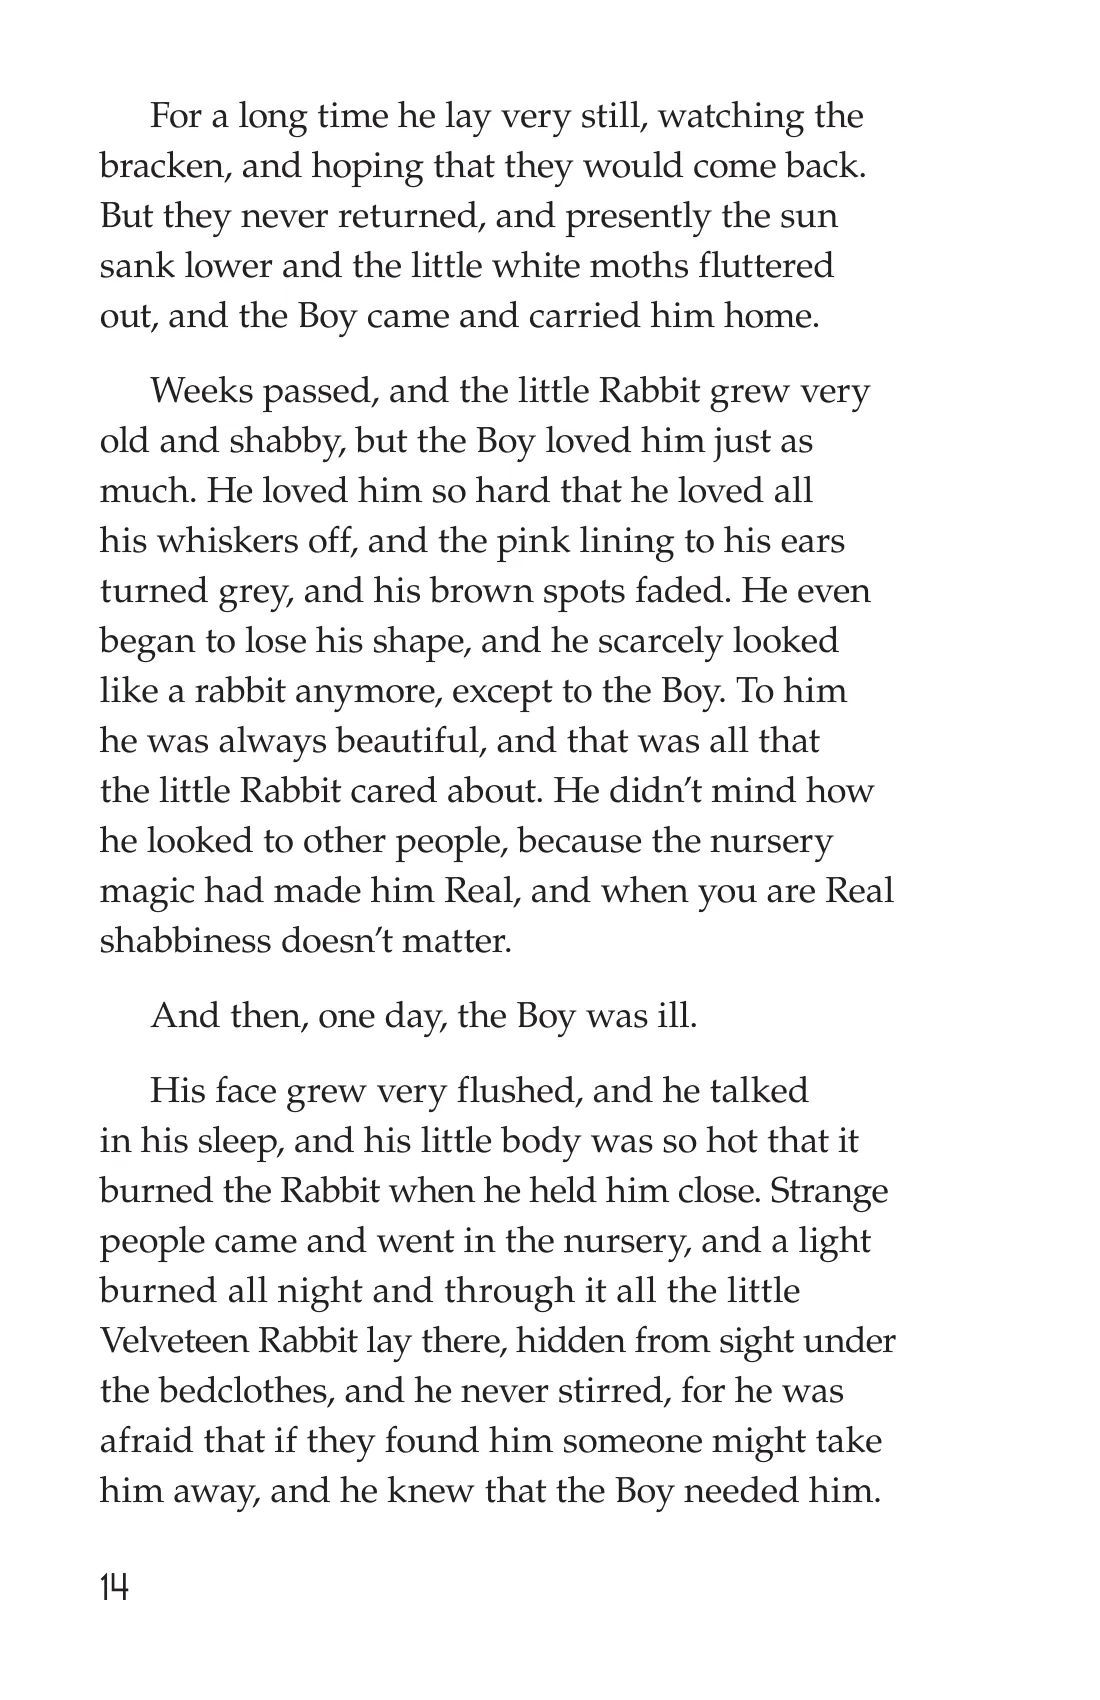 For a long time he lay very still, watching the
bracken, and hoping that they would come back.
But they never returned, and presently the sun
sank lower and the little white moths fluttered
out, and the Boy came and carried him home.
Weeks passed, and the little Rabbit grew very
old and shabby, but the Boy loved him just as
much. He loved him so hard that he loved all
his whiskers off, and the pink lining to his ears
turned grey, and his brown spots faded. He even
began to lose his shape, and he scarcely looked
like a rabbit anymore, except to the Boy. To him
he was always beautiful, and that was all that
the little Rabbit cared about. He didn’t mind how
he looked to other people, because the nursery
magic had made him Real, and when you are Real
shabbiness doesn’t matter.
And then, one day, the Boy was ill.
His face grew very flushed, and he talked
in his sleep, and his little body was so hot that it
burned the Rabbit when he held him close. Strange
people came and went in the nursery, and a light
burned all night and through it all the little
Velveteen Rabbit lay there, hidden from sight under
the bedclothes, and he never stirred, for he was
afraid that if they found him someone might take
him away, and he knew that the Boy needed him.
14